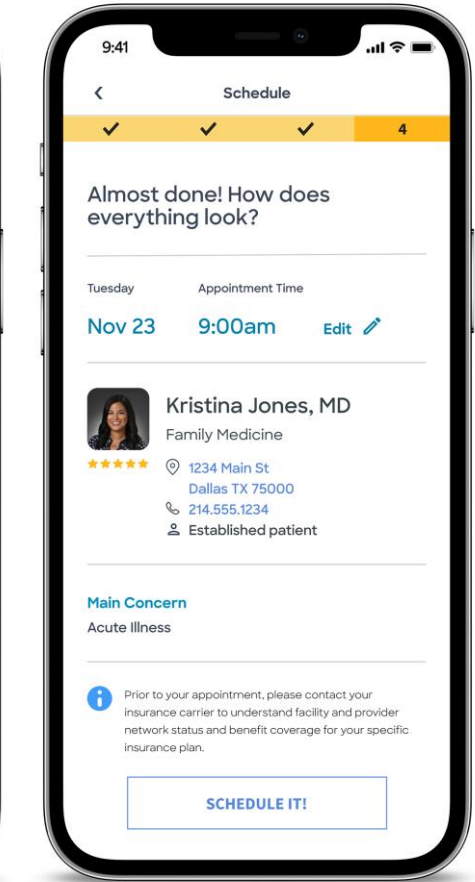 9:41
Schedule
4
Almost done! How does
everything look?
Tuesday Appointment Time
Nov 23 9:00am Edit
Kristina Jones, MD
Family Medicine
1234 Main St
Dallas TX 75000
214.555.1234
Established patient
Main Concern
Acute Illness
Prior to your appointment, please contact your
insurance carrier to understand facility and provider
network status and benefit coverage for your specific
insurance plan.
SCHEDULE IT!